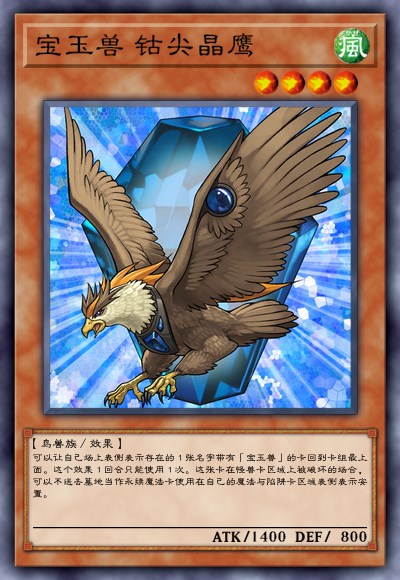 宝玉兽 钴尖晶鹰
風
【鸟兽族／效果】
可以让自己场上表侧表示存在的1张名字带有「宝玉兽」的卡回到卡组最上
面。这个效果1回合只能使用1次。这张卡在怪兽卡区域上被破坏的场合，
可以不送去墓地当作永续魔法卡使用在自己的魔法与陷阱卡区域表侧表示安
置。
ATK/1400 DEF/ 800